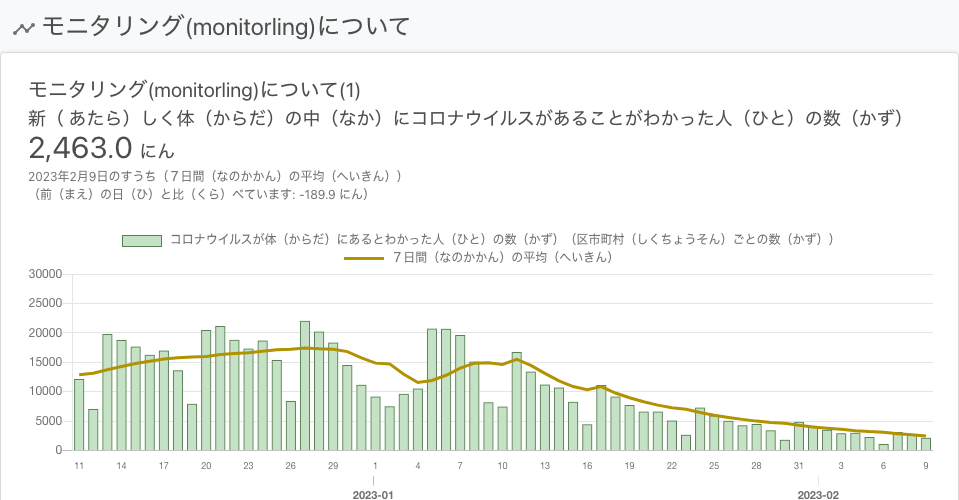 モニタリング(monitorling)について
モニタリング(monitorling)について(1)
新（ あたら）しく体（からだ）の中（なか）にコロナウイルスがあることがわかった人（ひと）の数（かず）
2,463.0 にん
2023年2月9日のすうち（７日間（なのかかん）の平均（へいきん））
（前（まえ）の日（ひ）と比（くら）べています: -189.9 にん）
コロナウイルスが体（からだ）にあるとわかった人（ひと）の数（かず）（区市町村（しくちょうそん）ごとの数（かず））
７日間（なのかかん）の平均（へいきん）
30000
25000
20000
15000
10000
5000
0
11 14 17 20 23 26 29 1 4 7 10 13 16 19 22 25 28 31 3 6 9
2023-01 2023-02